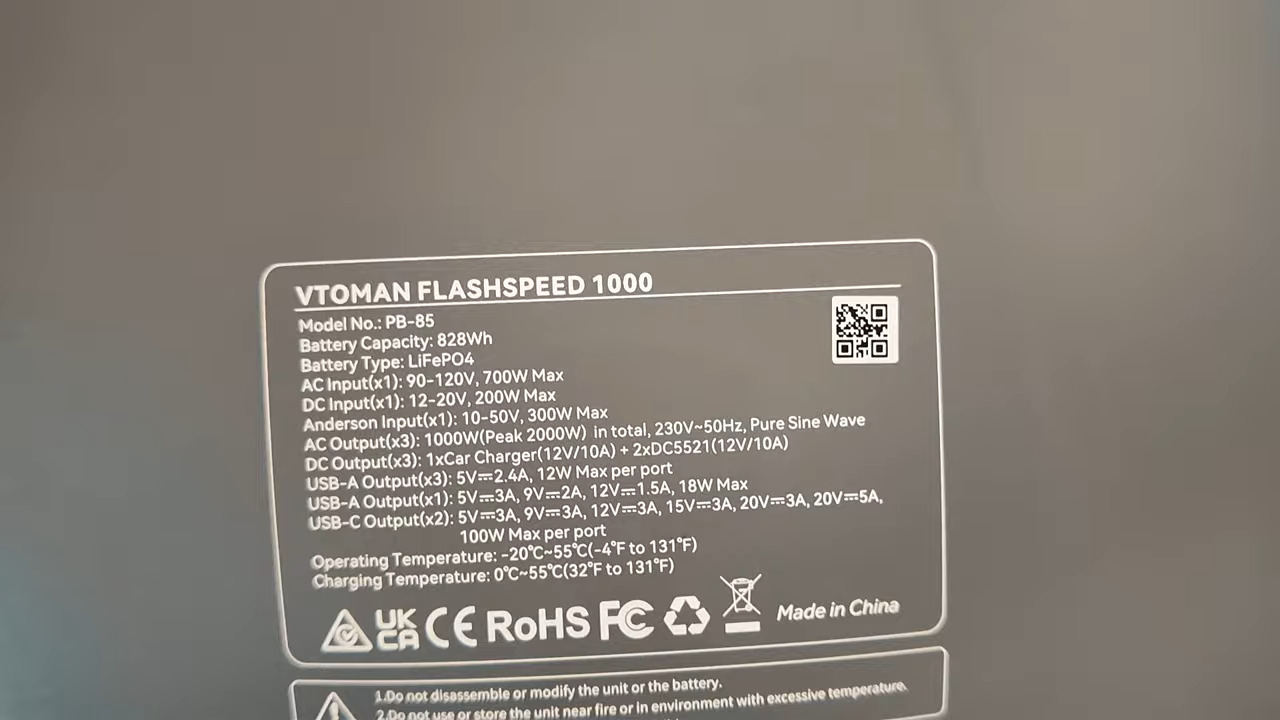 VTOMAN FLASHSPEED 1000
Model No.: PB-85
Battery Capacity: 828Wh
Battery Type: LiFePO4
AC Input(x1): 90-120V, 700W Max
DC Input(x1): 12-20V, 200W Max
Anderson Input(x1): 10-50V, 300W Max
AC Output(x3): 1000W(Peak 2000W) in total, 230V~50Hz, Pure Sine Wave
DC Output(x3): 1xCar Charger(12V/10A) + 2xDC5521(12V/10A)
USB-A Output(x3): 5V⎓2.4A, 12W Max per port
USB-A Output(x1): 5V⎓3A, 9V⎓2A, 12V⎓1.5A, 18W Max
USB-C Output(x2): 5V⎓3A, 9V⎓3A, 12V⎓3A, 15V⎓3A, 20V⎓3A, 20V⎓5A,
100W Max per port
Operating Temperature: -20℃~55℃(-4℉ to 131℉)
Charging Temperature: 0℃~55℃(32℉ to 131℉)
UK CA CE RoHS FC Made in China
1.Do not disassemble or modify the unit or the battery.
2.Do not use or store the unit near fire or in environment with excessive temperature.